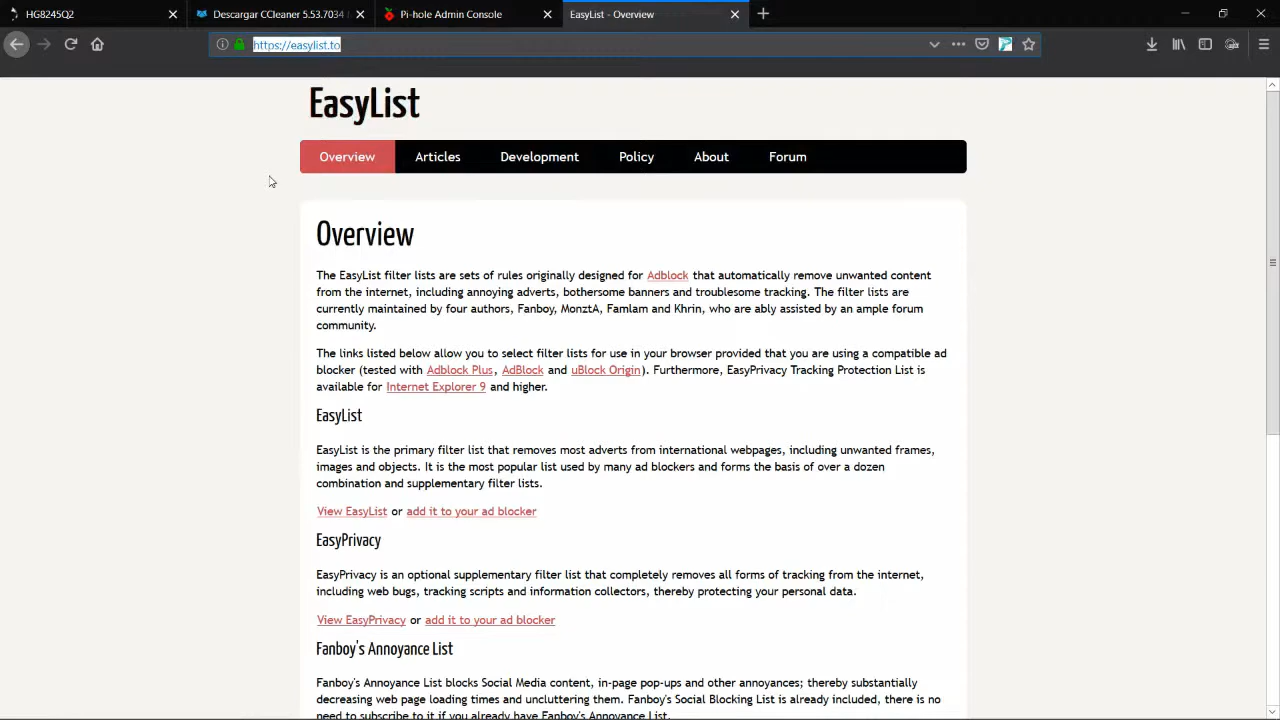 HG8245Q2
Descargar CCleaner 5.53.7034
Pi-hole Admin Console
EasyList - Overview
https://easylist.to
EasyList
Overview
Articles
Development
Policy
About
Forum
Overview
The EasyList filter lists are sets of rules originally designed for Adblock that automatically remove unwanted content
from the internet, including annoying adverts, bothersome banners and troublesome tracking. The filter lists are
currently maintained by four authors, Fanboy, MonztA, Famlam and Khrin, who are ably assisted by an ample forum
community.
The links listed below allow you to select filter lists for use in your browser provided that you are using a compatible ad
blocker (tested with Adblock Plus, AdBlock and uBlock Origin). Furthermore, EasyPrivacy Tracking Protection List is
available for Internet Explorer 9 and higher.
EasyList
EasyList is the primary filter list that removes most adverts from international webpages, including unwanted frames,
images and objects. It is the most popular list used by many ad blockers and forms the basis of over a dozen
combination and supplementary filter lists.
View EasyList or add it to your ad blocker
EasyPrivacy
EasyPrivacy is an optional supplementary filter list that completely removes all forms of tracking from the internet,
including web bugs, tracking scripts and information collectors, thereby protecting your personal data.
View EasyPrivacy or add it to your ad blocker
Fanboy's Annoyance List
Fanboy's Annoyance List blocks Social Media content, in-page pop-ups and other annoyances; thereby substantially
decreasing web page loading times and uncluttering them. Fanboy's Social Blocking List is already included, there is no
need to subscribe to it if you already have Fanboy's Annoyance List.